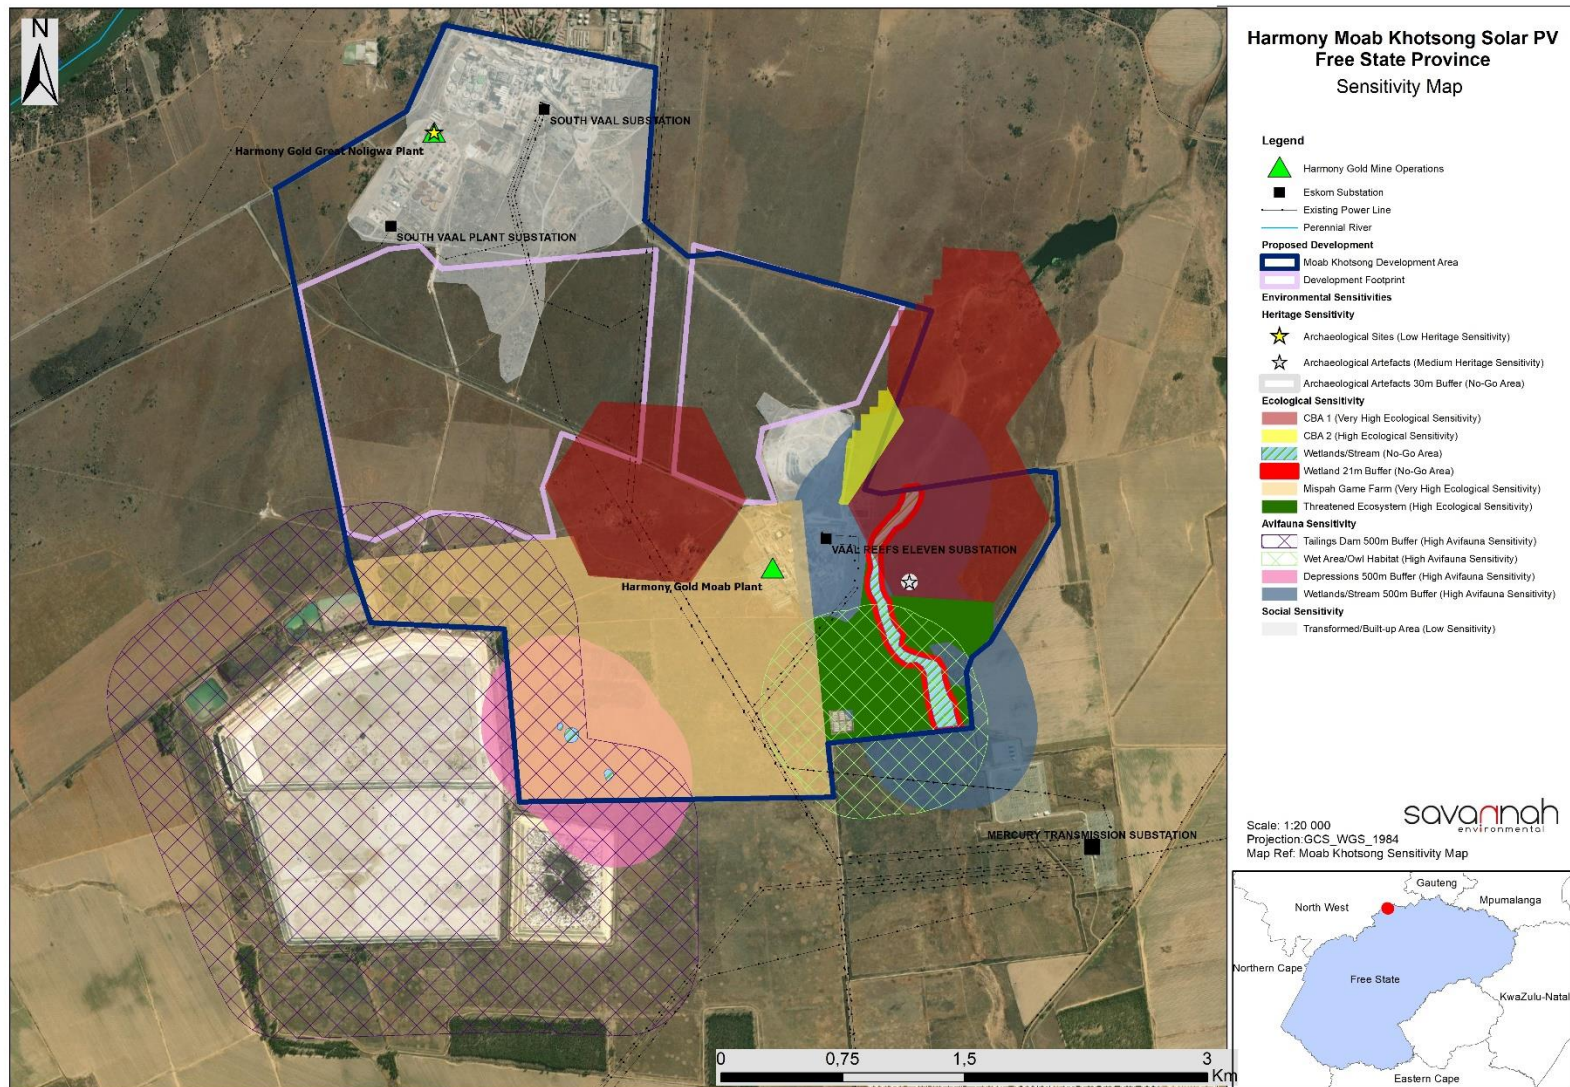 N
SOUTH VAAL SUBSTATION
Harmony Gold Great Noligwa Plant
SOUTH VAAL PLANT SUBSTATION
VAAL REEFS ELEVEN SUBSTATION
Harmony Gold Moab Plant
MERCURY TRANSMISSION SUBSTATION
0 0,75 1,5 3
Km
Harmony Moab Khotsong Solar PV
Free State Province
Sensitivity Map
Legend
Harmony Gold Mine Operations
Eskom Substation
Existing Power Line
Perennial River
Proposed Development
Moab Khotsong Development Area
Development Footprint
Environmental Sensitivities
Heritage Sensitivity
Archaeological Sites (Low Heritage Sensitivity)
Archaeological Artefacts (Medium Heritage Sensitivity)
Archaeological Artefacts 30m Buffer (No-Go Area)
Ecological Sensitivity
CBA 1 (Very High Ecological Sensitivity)
CBA 2 (High Ecological Sensitivity)
Wetlands/Stream (No-Go Area)
Wetland 21m Buffer (No-Go Area)
Mispah Game Farm (Very High Ecological Sensitivity)
Threatened Ecosystem (High Ecological Sensitivity)
Avifauna Sensitivity
Tailings Dam 500m Buffer (High Avifauna Sensitivity)
Wet Area/Owl Habitat (High Avifauna Sensitivity)
Depressions 500m Buffer (High Avifauna Sensitivity)
Wetlands/Stream 500m Buffer (High Avifauna Sensitivity)
Social Sensitivity
Transformed/Built-up Area (Low Sensitivity)
savannah
environmental
Scale: 1:20 000
Projection:GCS_WGS_1984
Map Ref: Moab Khotsong Sensitivity Map
Gauteng
North West
Mpumalanga
Northern Cape
Free State
KwaZulu-Natal
Eastern Cape